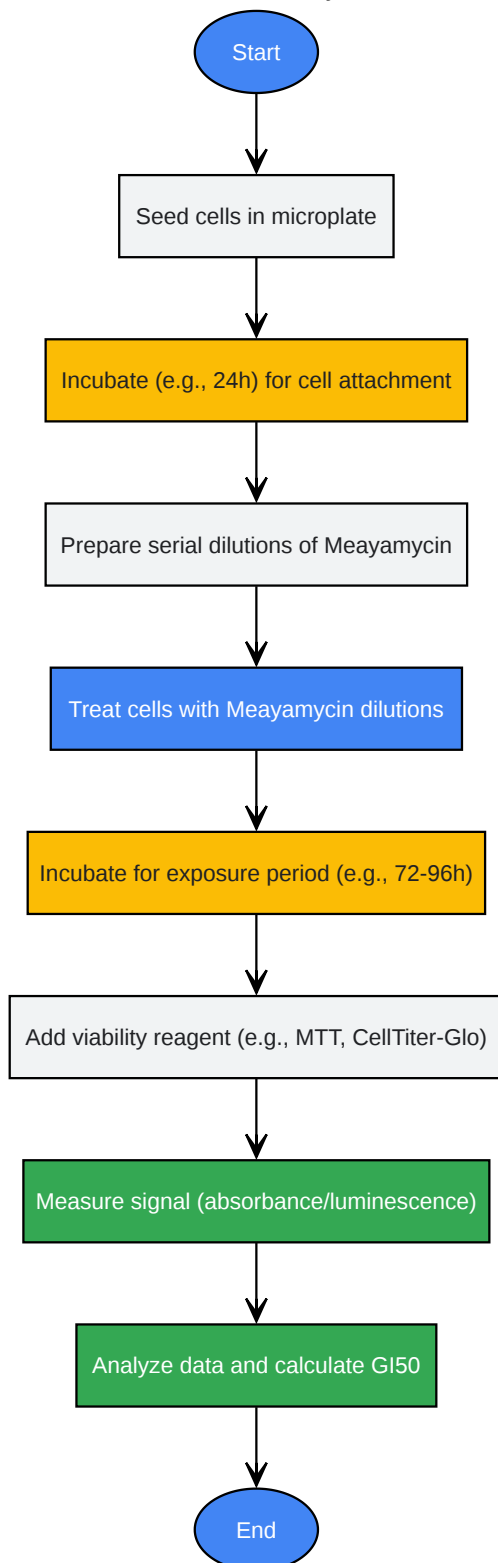 Start
Seed cells in microplate
Incubate (e.g., 24h) for cell attachment
Prepare serial dilutions of Meayamycin
Treat cells with Meayamycin dilutions
Incubate for exposure period (e.g., 72-96h)
Add viability reagent (e.g., MTT, CellTiter-Glo)
Measure signal (absorbance/luminescence)
Analyze data and calculate GI50
End